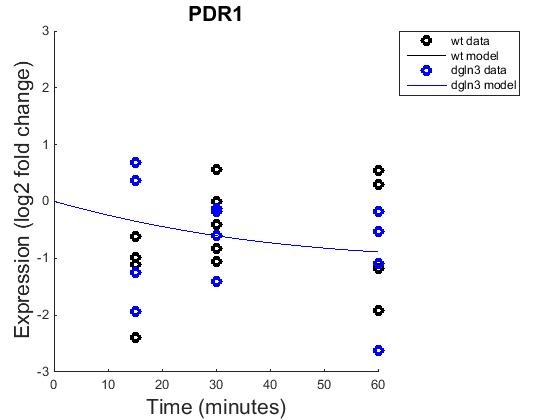 PDR1
wt data
wt model
dgln3 data
dgln3 model
Expression (log2 fold change)
3
2
1
0
-1
-2
-3
0 10 20 30 40 50 60
Time (minutes)